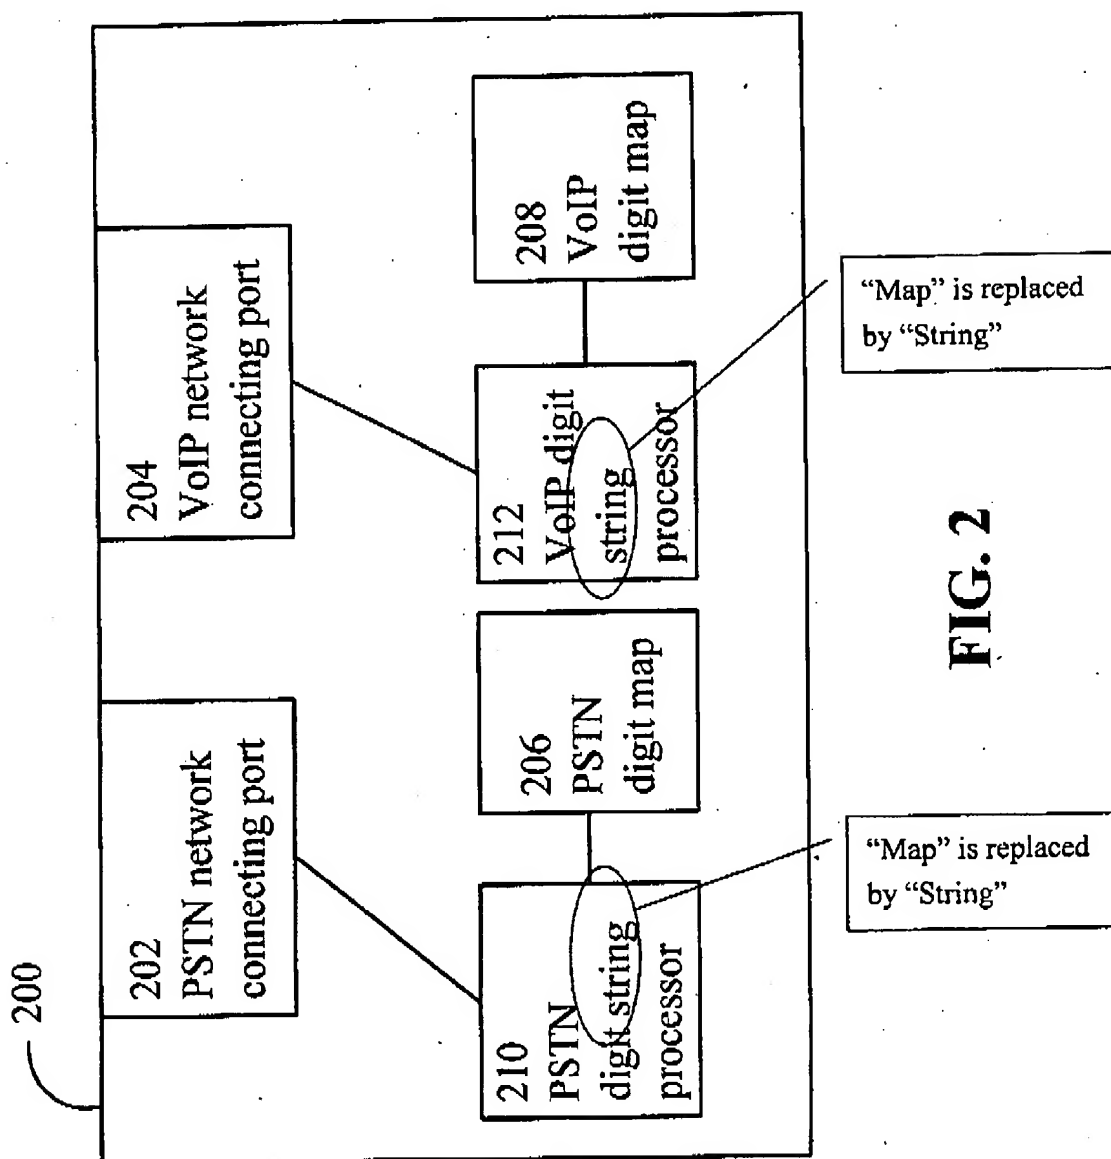 200
202
PSTN network
connecting port
204
VoIP network
connecting port
210
PSTN
digit string
processor
206
PSTN
digit map
212
VoIP digit
string
processor
208
VoIP
digit map
“Map” is replaced
by “String”
“Map” is replaced
by “String”
FIG. 2